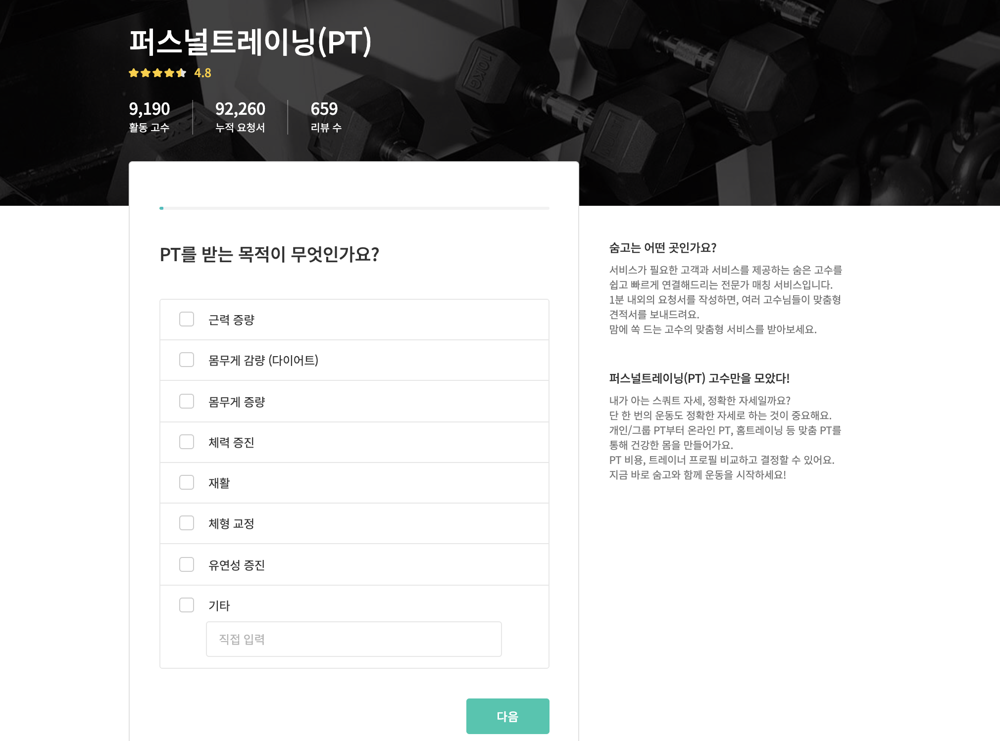 퍼스널트레이닝(PT)
4.8
9,190
활동 고수
92,260
누적 요청서
659
리뷰 수
10KG
PT를 받는 목적이 무엇인가요?
근력 증량
몸무게 감량 (다이어트)
몸무게 증량
체력 증진
재활
체형 교정
유연성 증진
기타
직접 입력
다음
숨고는 어떤 곳인가요?
서비스가 필요한 고객과 서비스를 제공하는 숨은 고수를
쉽고 빠르게 연결해드리는 전문가 매칭 서비스입니다.
1분 내외의 요청서를 작성하면, 여러 고수님들이 맞춤형
견적서를 보내드려요.
맘에 쏙 드는 고수의 맞춤형 서비스를 받아보세요.
퍼스널트레이닝(PT) 고수만을 모았다!
내가 아는 스쿼트 자세, 정확한 자세일까요?
단 한 번의 운동도 정확한 자세로 하는 것이 중요해요.
개인/그룹 PT부터 온라인 PT, 홈트레이닝 등 맞춤 PT를
통해 건강한 몸을 만들어가요.
PT 비용, 트레이너 프로필 비교하고 결정할 수 있어요.
지금 바로 숨고와 함께 운동을 시작하세요!